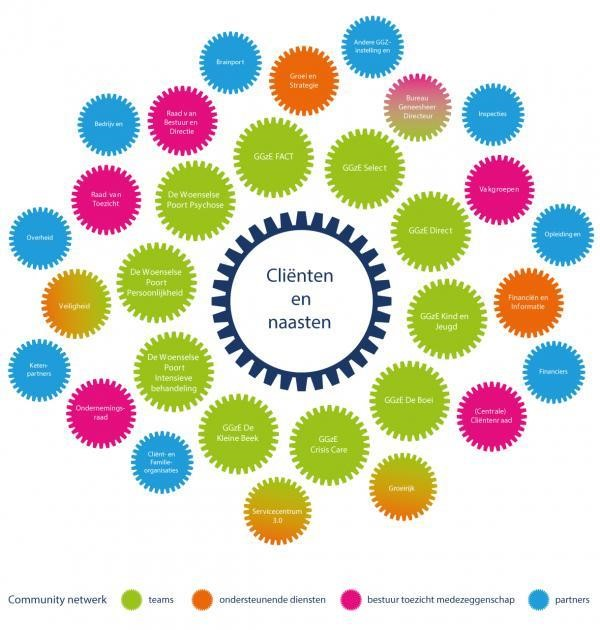 Brainport
Andere GGZ-
instelling en
Groei en
Strategie
Bureau
Geneesheer
Directeur
Bedrijv en
Raad v an
Bestuur en
Directie
Inspecties
GGzE FACT
GGzE Select
Raad van
Toezicht
De Woenselse
Poort Psychose
Vakgroepen
Overheid
GGzE Direct
Opleiding en
Cliënten
en
naasten
De Woenselse
Poort
Persoonlijkheid
Veiligheid
Financiën en
Informatie
GGzE Kind en
Jeugd
Keten-
partners
De Woenselse
Poort
Intensieve
behandeling
Financiers
Ondernemings-
raad
GGzE De Boei
(Centrale)
Cliëntenraad
GGzE De
Kleine Beek
GGzE
Crisis Care
Cliënt- en
Familie-
organisaties
Groeirijk
Servicecentrum
3.0
Community netwerk teams ondersteunende diensten bestuur toezicht medezeggenschap partners